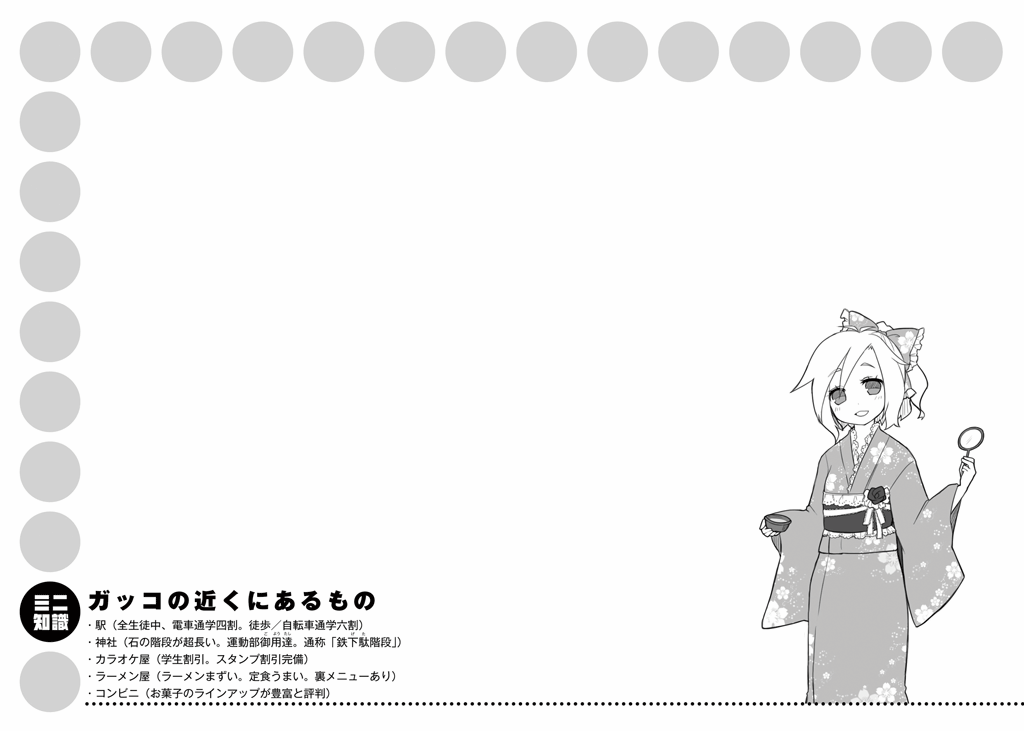 ミニ
知識
ガッコの近くにあるもの
・駅（全生徒中、電車通学四割。徒歩／自転車通学六割）
・神社（石の階段が超長い。運動部御用達。通称「鉄下駄階段」）
・カラオケ屋（学生割引。スタンプ割引完備）
・ラーメン屋（ラーメンまずい。定食うまい。裏メニューあり）
・コンビニ（お菓子のラインアップが豊富と評判）